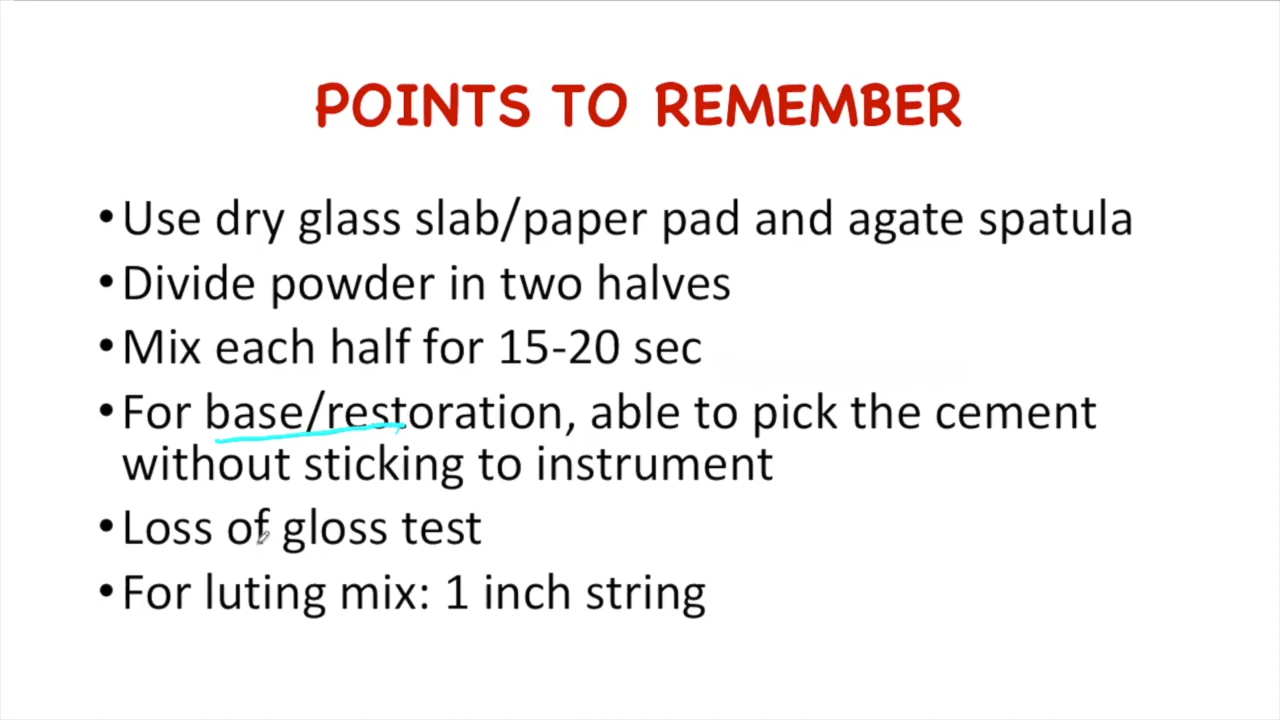 POINTS TO REMEMBER
•Use dry glass slab/paper pad and agate spatula
•Divide powder in two halves
•Mix each half for 15-20 sec
•For base/restoration, able to pick the cement
without sticking to instrument
•Loss of gloss test
•For luting mix: 1 inch string